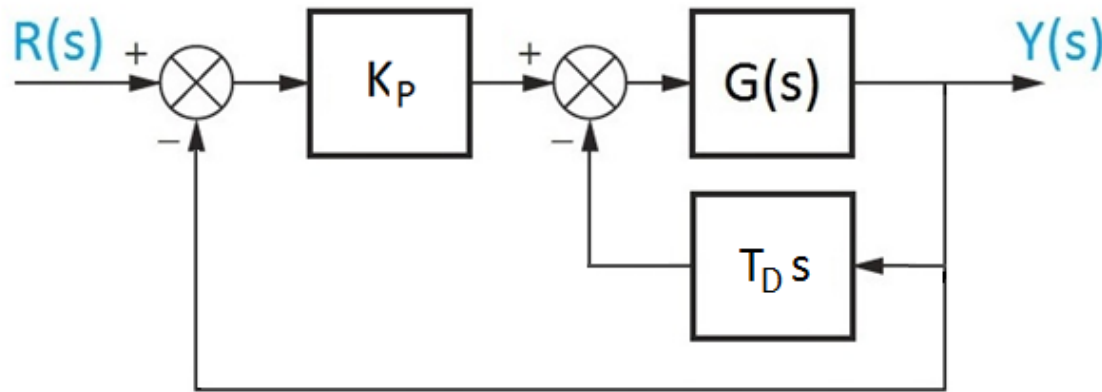 R(s)
+
−
K_P
+
−
G(s)
Y(s)
T_D s